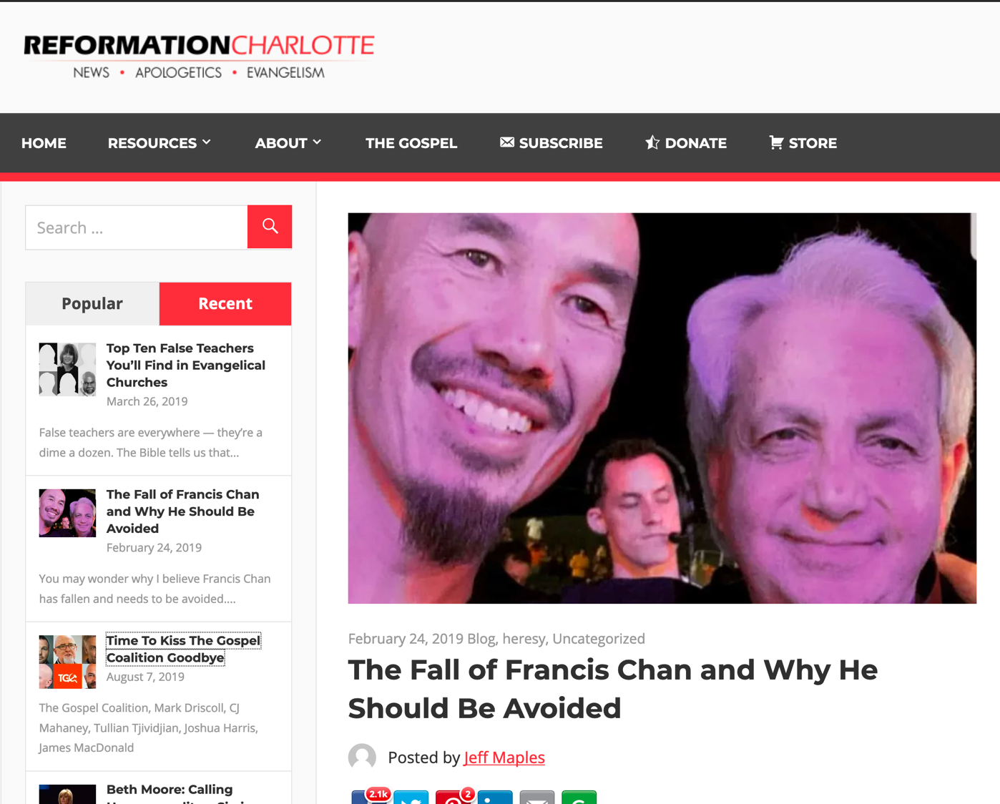 REFORMATIONCHARLOTTE
NEWS • APOLOGETICS • EVANGELISM
HOME
RESOURCES
ABOUT
THE GOSPEL
SUBSCRIBE
DONATE
STORE
Search ...
Popular
Recent
Top Ten False Teachers
You’ll Find in Evangelical
Churches
March 26, 2019
False teachers are everywhere — they’re a
dime a dozen. The Bible tells us that...
The Fall of Francis Chan
and Why He Should Be
Avoided
February 24, 2019
You may wonder why I believe Francis Chan
has fallen and needs to be avoided....
Time To Kiss The Gospel
Coalition Goodbye
August 7, 2019
TGC
The Gospel Coalition, Mark Driscoll, CJ
Mahaney, Tullian Tjividjian, Joshua Harris,
James MacDonald
Beth Moore: Calling
February 24, 2019 Blog, heresy, Uncategorized
The Fall of Francis Chan and Why He
Should Be Avoided
Posted by Jeff Maples
2.1k
2